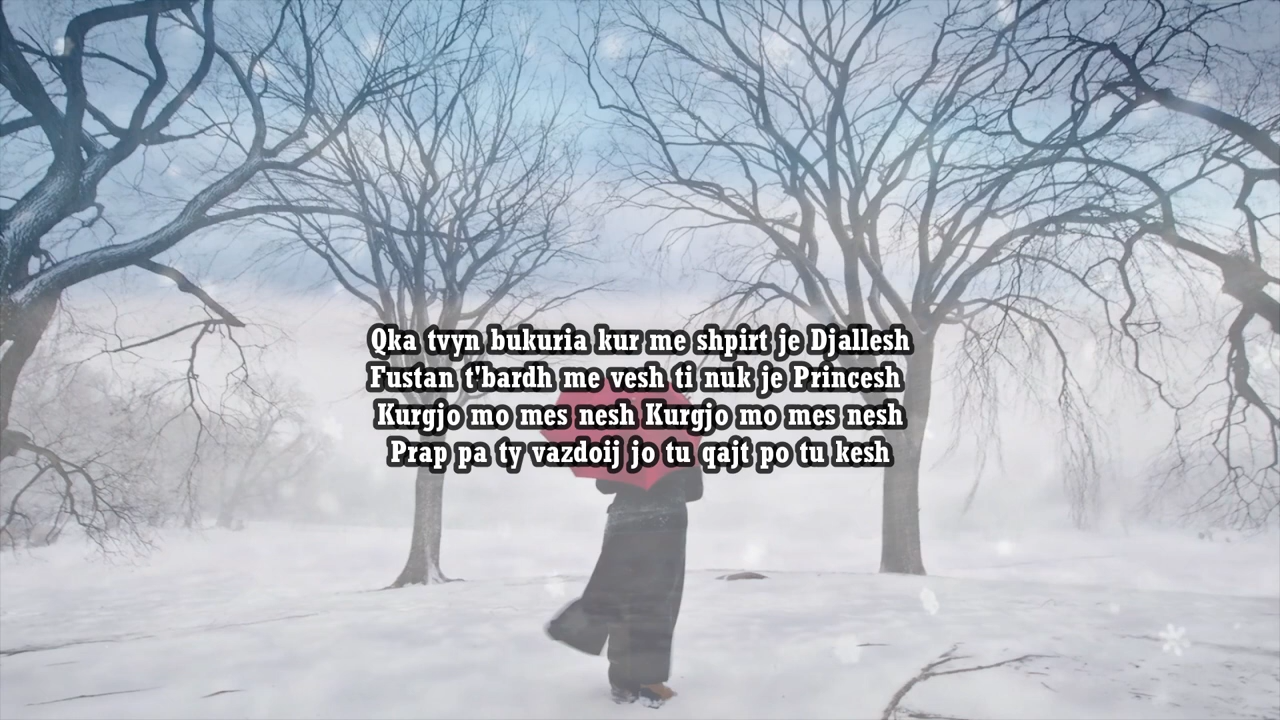 Qka tvyn bukuria kur me shpirt je Djallesh
Fustan t'bardh me vesh ti nuk je Princesh
Kurgjo mo mes nesh Kurgjo mo mes nesh
Prap pa ty vazdoij jo tu qajt po tu kesh